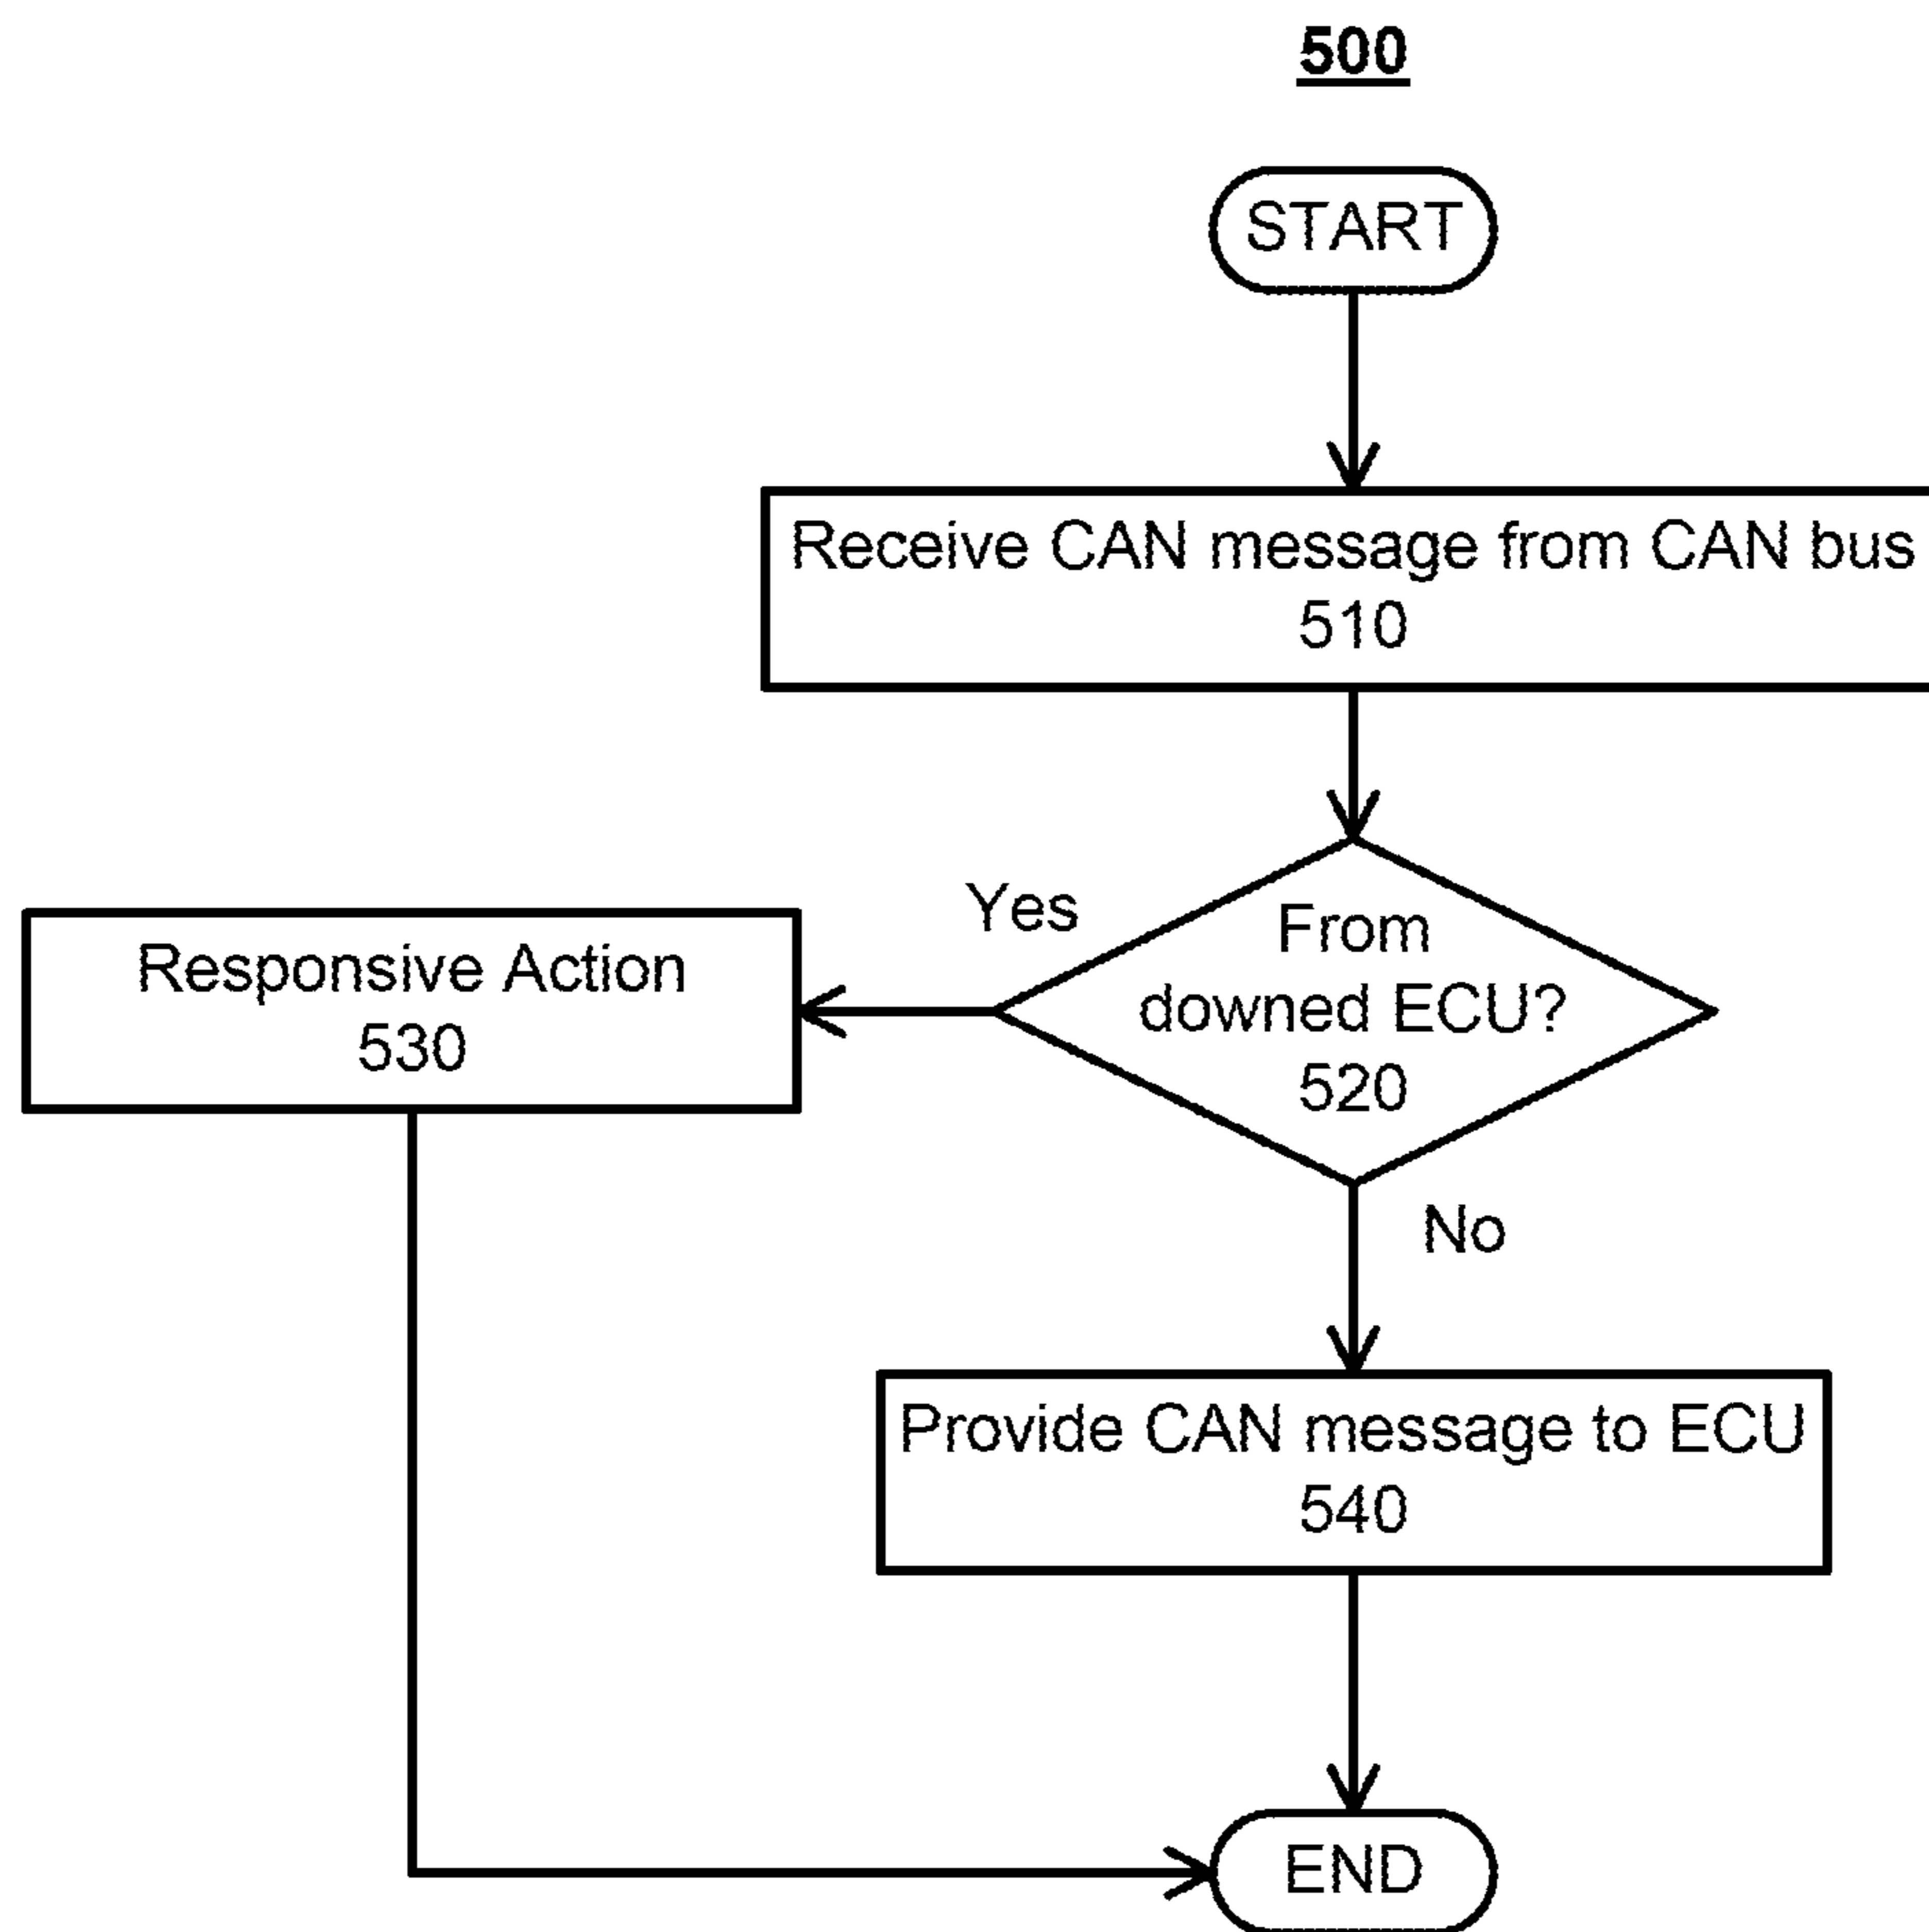 500
START
Receive CAN message from CAN bus
510
Yes
From
downed ECU?
520
Responsive Action
530
No
Provide CAN message to ECU
540
END